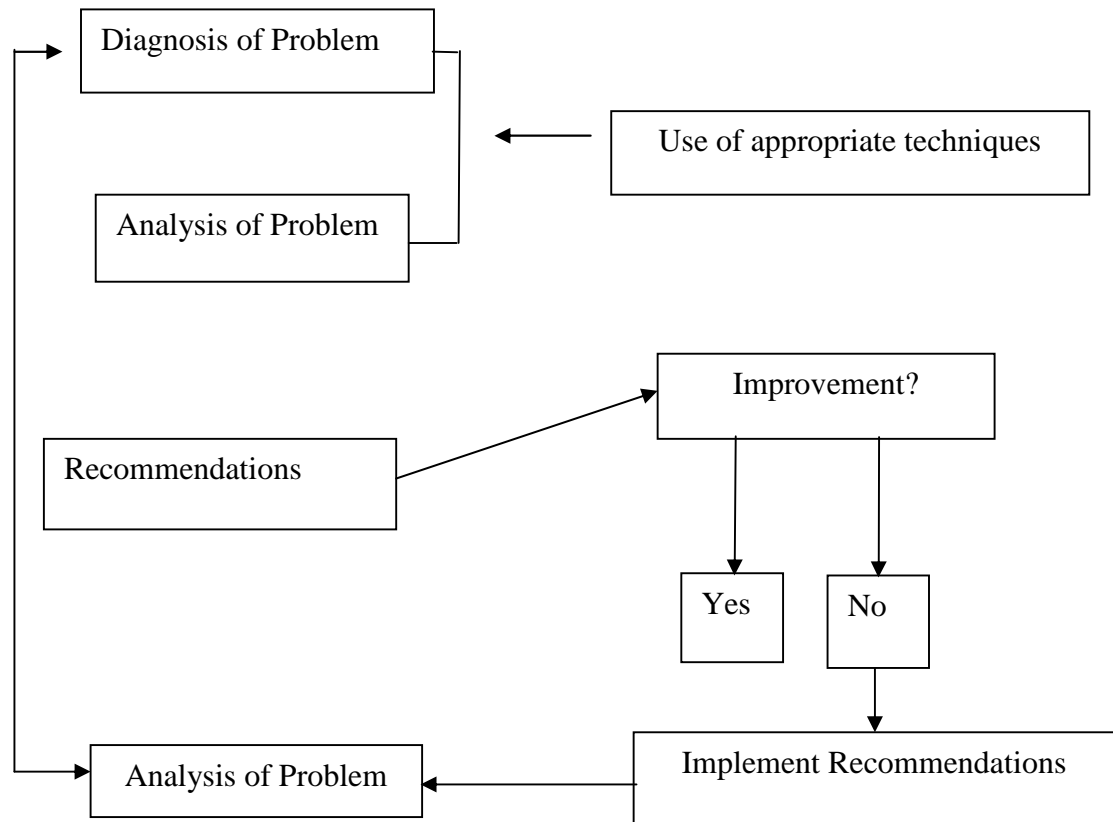 Diagnosis of Problem
Use of appropriate techniques
Analysis of Problem
Improvement?
Recommendations
Yes
No
Implement Recommendations
Analysis of Problem